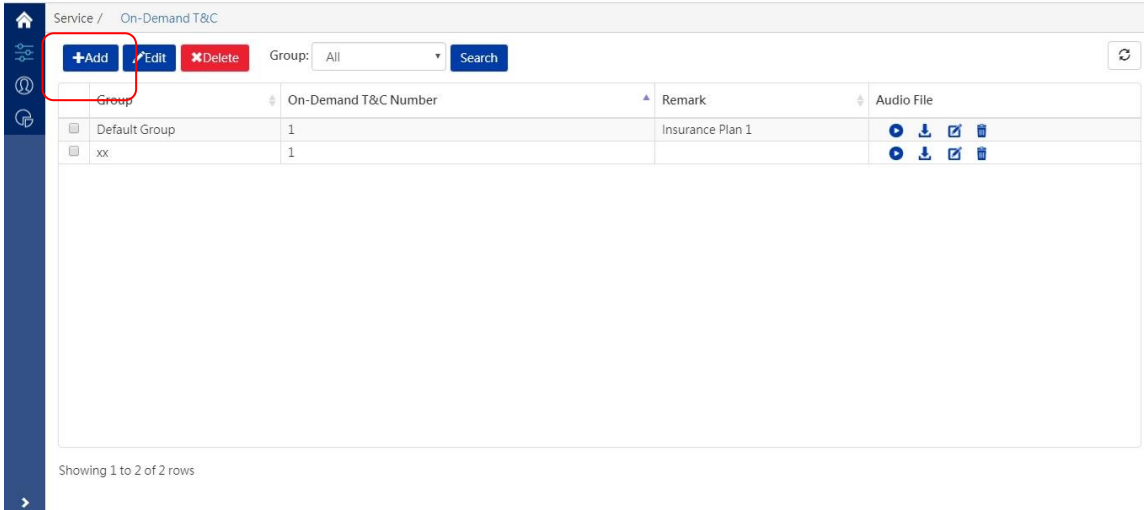 Service / On-Demand T&C
Add Edit Delete Group: All Search
Group On-Demand T&C Number Remark Audio File
Default Group 1 Insurance Plan 1
xx 1
Showing 1 to 2 of 2 rows